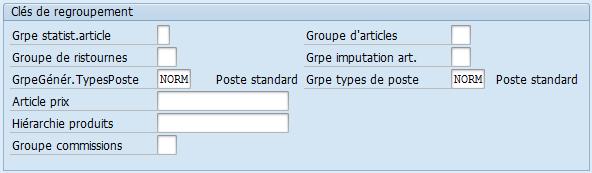 Clés de regroupement
Grpe statist.article Groupe d'articles
Groupe de ristournes Grpe imputation art.
GrpeGénér.TypesPoste NORM Poste standard Grpe types de poste NORM Poste standard
Article prix
Hiérarchie produits
Groupe commissions